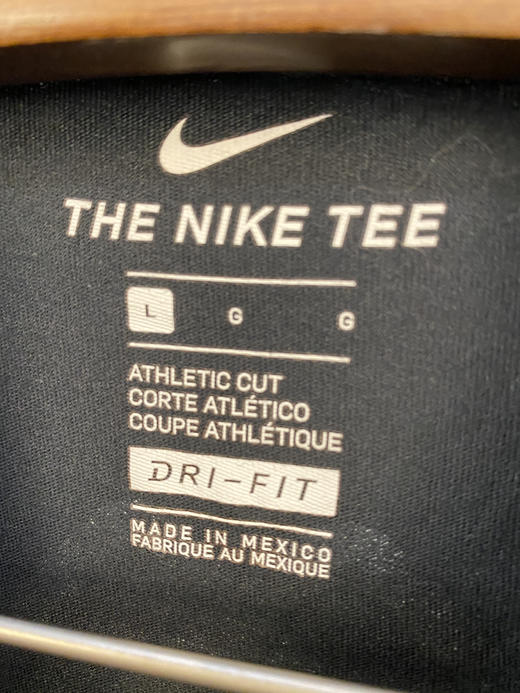 THE NIKE TEE
L G G
ATHLETIC CUT
CORTE ATLÉTICO
COUPE ATHLÉTIQUE
DRI-FIT
MADE IN MEXICO
FABRIQUE AU MEXIQUE